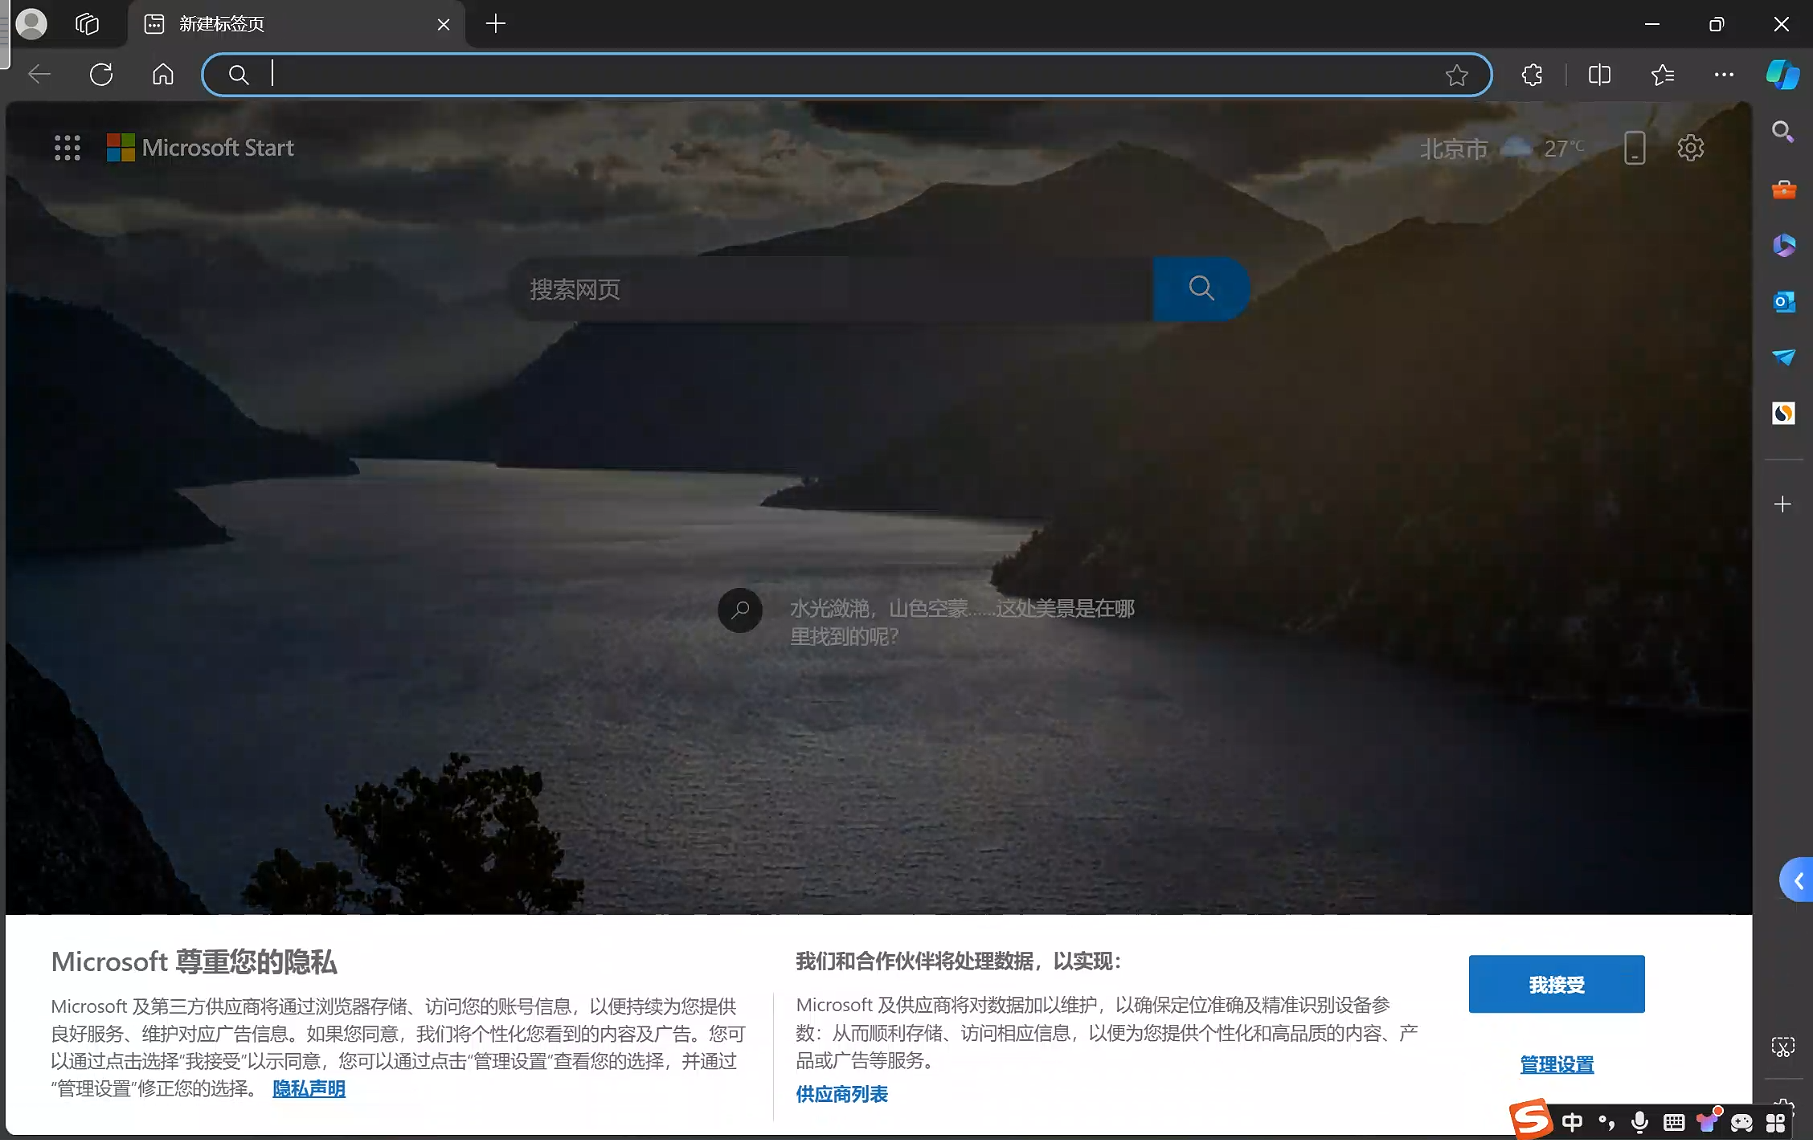 新建标签页
Microsoft Start
北京市 27°C
搜索网页
水光潋滟，山色空蒙......这处美景是在哪
里找到的呢?
Microsoft 尊重您的隐私
Microsoft 及第三方供应商将通过浏览器存储、访问您的账号信息，以便持续为您提供
良好服务、维护对应广告信息。如果您同意，我们将个性化您看到的内容及广告。您可
以通过点击选择“我接受”以示同意，您可以通过点击“管理设置”查看您的选择，并通过
“管理设置”修正您的选择。 隐私声明
我们和合作伙伴将处理数据，以实现：
Microsoft 及供应商将对数据加以维护，以确保定位准确及精准识别设备参
数：从而顺利存储、访问相应信息，以便为您提供个性化和高品质的内容、产
品或广告等服务。
供应商列表
我接受
管理设置
中